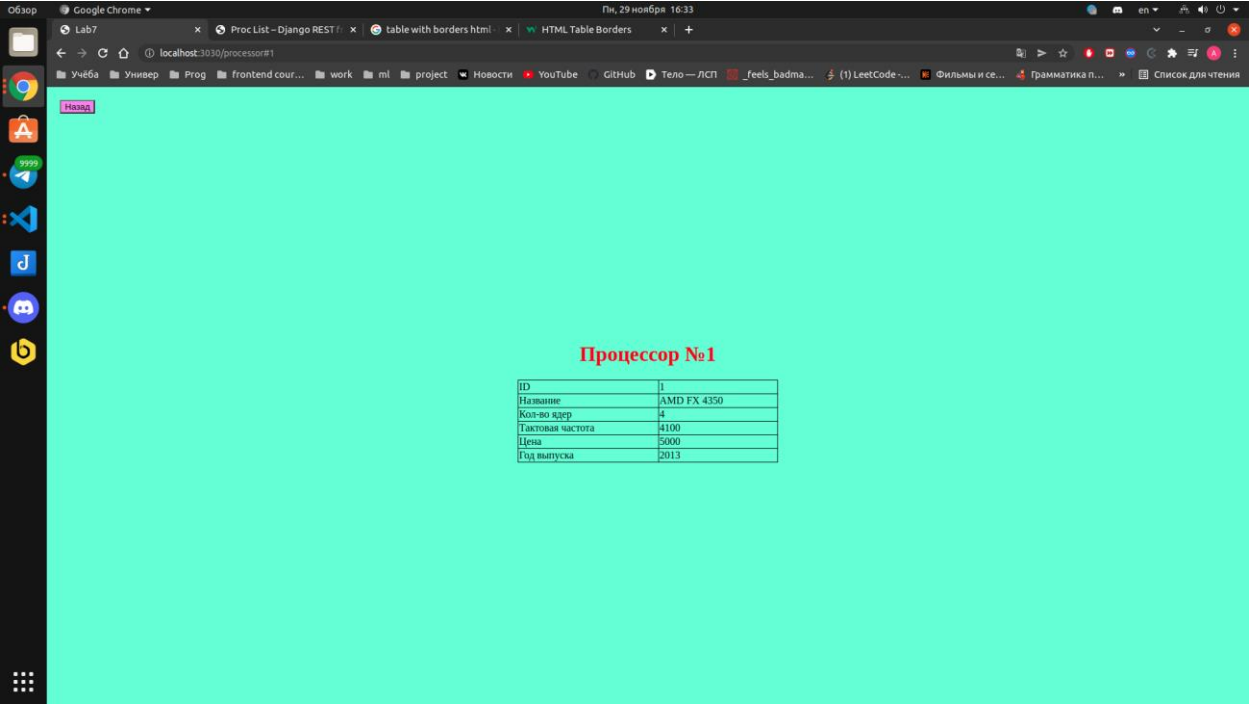 Обзор Google Chrome Пн, 29 ноября 16:33 en
Lab7 Proc List – Django REST fr table with borders html - HTML Table Borders
localhost:3030/processor#1
Учёба Универ Prog frontend cour... work ml project Новости YouTube GitHub Тело — ЛСП _feels_badma... (1) LeetCode -... Фильмы и се... Грамматика п... » Список для чтения
Назад
9999
Процессор №1
ID 1
Название AMD FX 4350
Кол-во ядер 4
Тактовая частота 4100
Цена 5000
Год выпуска 2013